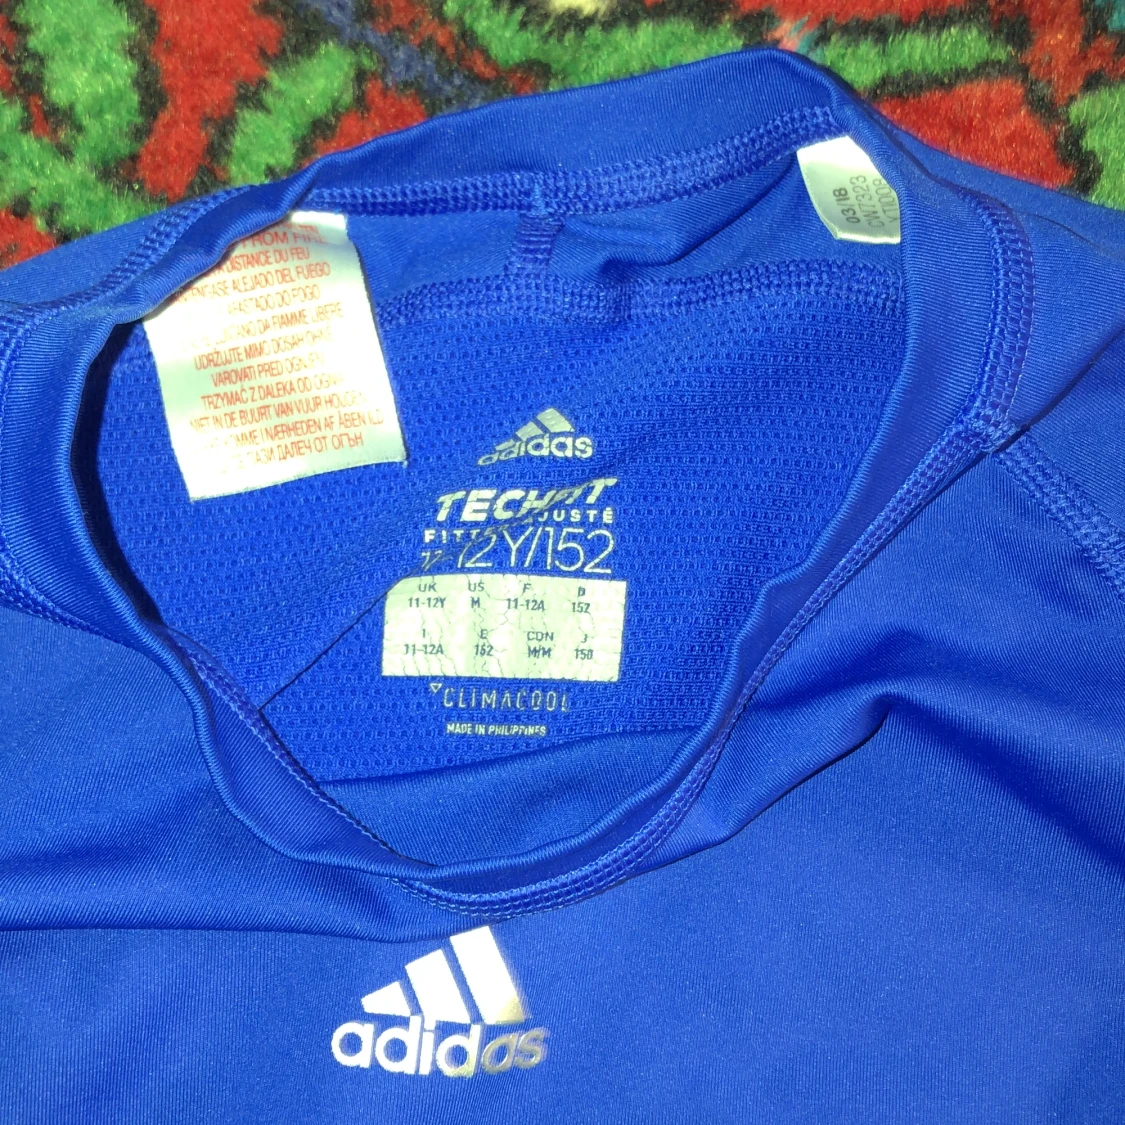 FROM FIRE
DISTANCE DU FEU
ALEJADO DEL FUEGO
AFASTADO DO FOGO
DA FIAMME LIBERE
UDRŽUJTE MIMO DOSAH
VAROVATI PRED OGNJEM
TRZYMAĆ Z DALEKA OD OGNIA
NIET IN DE BUURT VAN VUUR HOUDEN
I NÆRHEDEN AF ÅBEN ILD
ДАЛЕЧ ОТ ОГЪН
03/18
CW7323
adidas
TECHFIT
12Y/152
UK US F D
11-12Y M 11-12A 152
I E CDN J
11-12A 152 M/M 150
CLIMACOOL
MADE IN PHILIPPINES
adidas